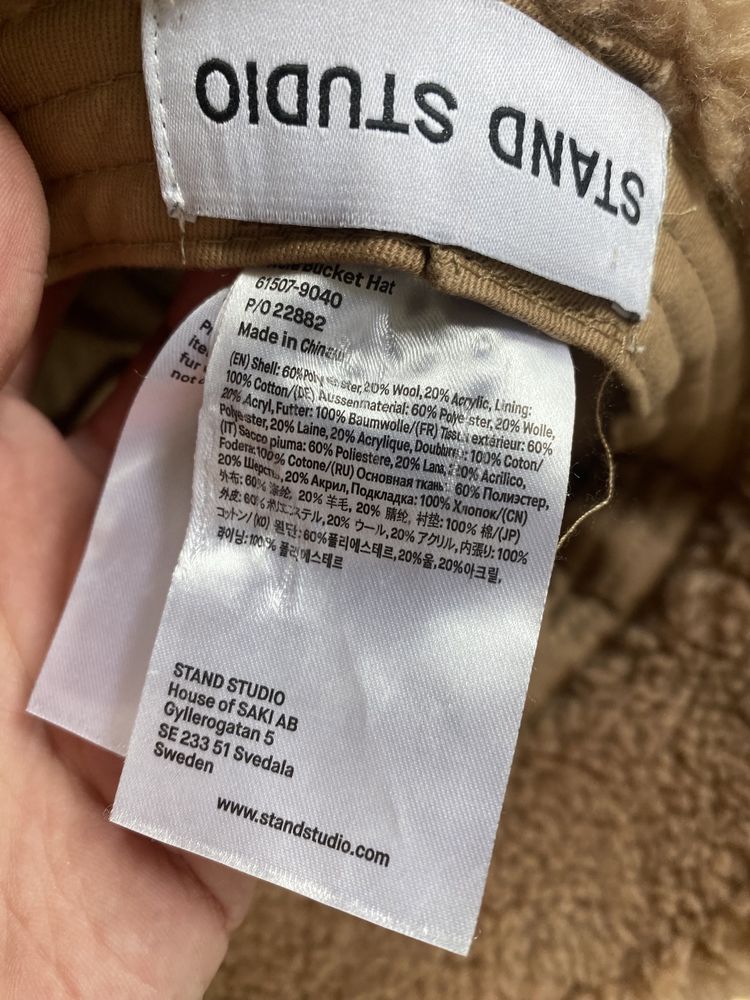 STAND STUDIO
Bucket Hat
61507-9040
P/O 22882
Made in China
(EN) Shell: 60% Polyester, 20% Wool, 20% Acrylic, Lining:
100% Cotton/(DE) Aussenmaterial: 60% Polyester, 20% Wolle,
20% Acryl, Futter: 100% Baumwolle/(FR) Tissu extérieur: 60%
Polyester, 20% Laine, 20% Acrylique, Doublure: 100% Coton/
(IT) Sacco piuma: 60% Poliestere, 20% Lana, 20% Acrilico,
Fodera: 100% Cotone/(RU) Основная ткань: 60% Полиэстер,
20% Шерсть, 20% Акрил, Подкладка: 100% Хлопок/(CN)
外布: 60% 涤纶, 20% 羊毛, 20% 腈纶, 衬垫: 100% 棉/(JP)
外皮: 60% ポリエステル, 20% ウール, 20% アクリル, 内張り: 100%
コットン/ (KO) 원단: 60%폴리에스테르, 20%울, 20%아크릴,
라이닝: 100% 폴리에스테르
STAND STUDIO
House of SAKI AB
Gyllerogatan 5
SE 233 51 Svedala
Sweden
www.standstudio.com
fur
not